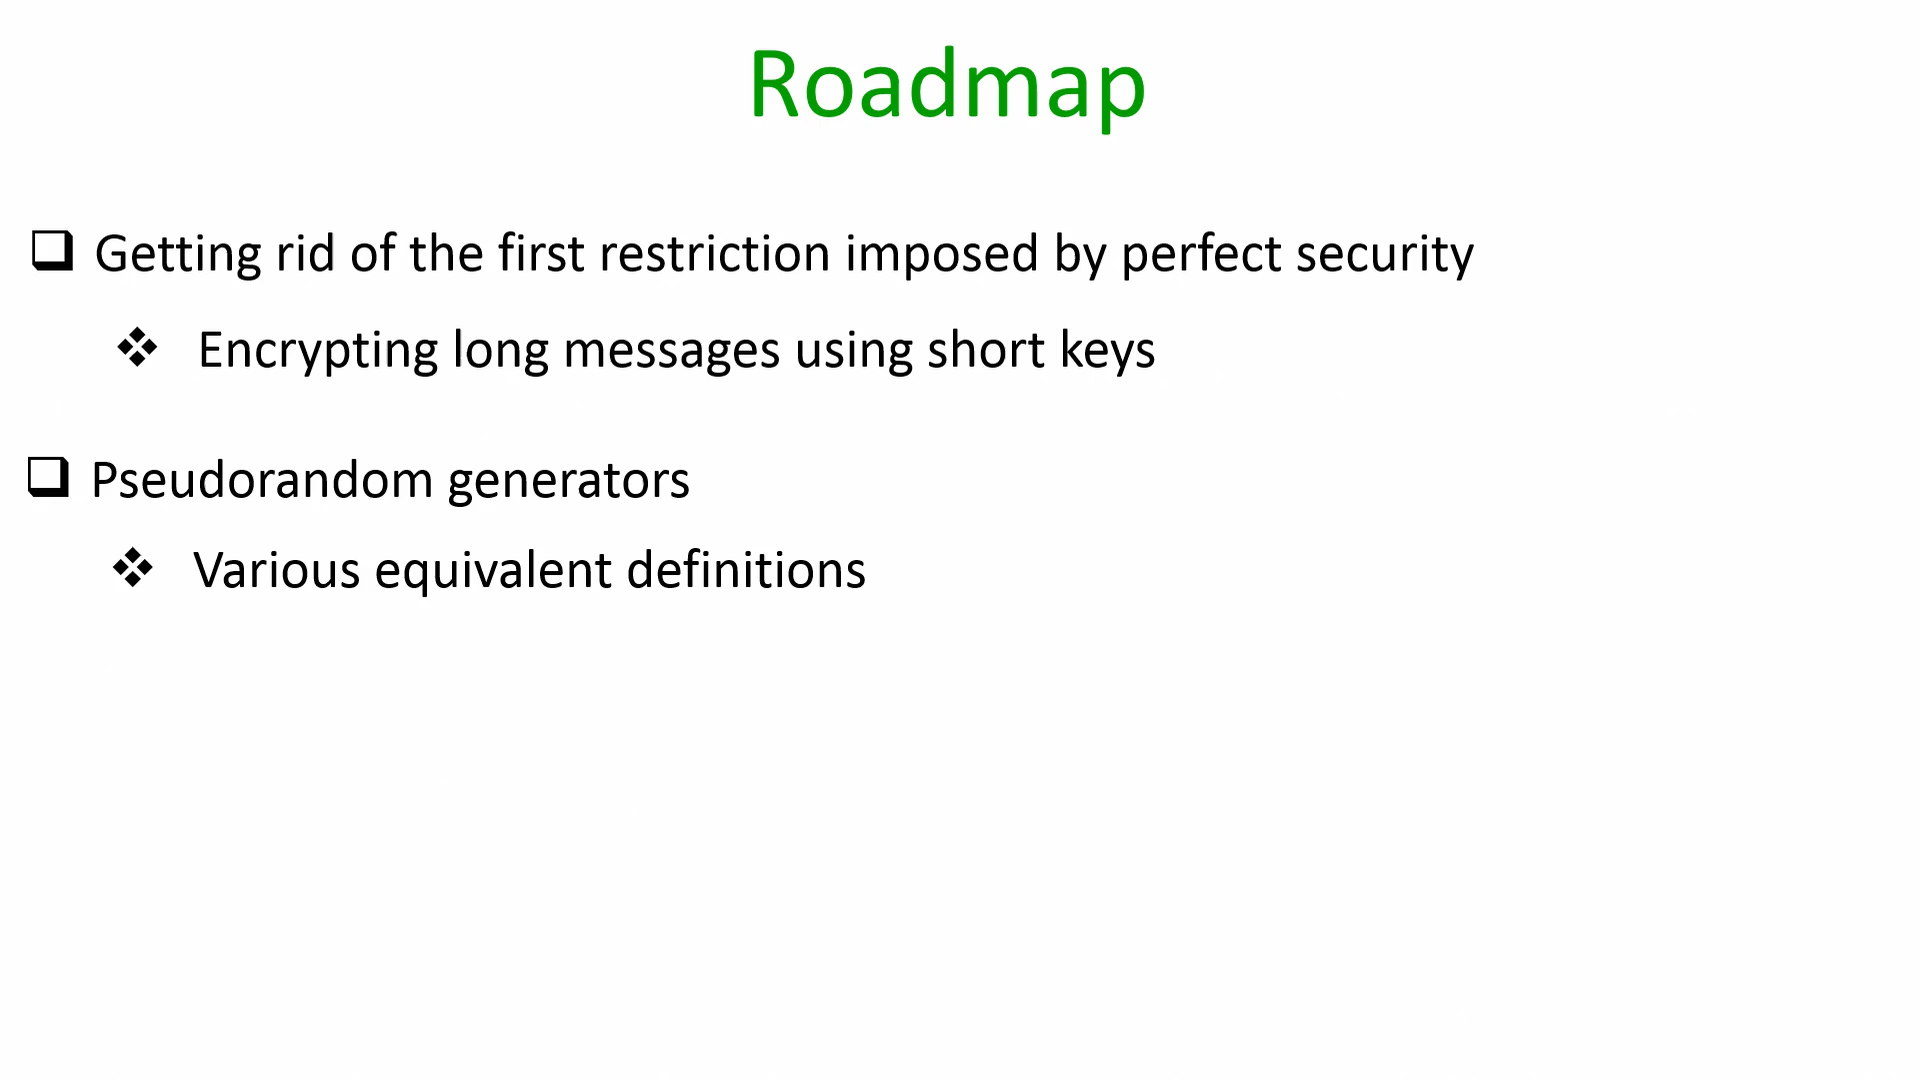 Roadmap
❑ Getting rid of the first restriction imposed by perfect security
❖ Encrypting long messages using short keys
❑ Pseudorandom generators
❖ Various equivalent definitions